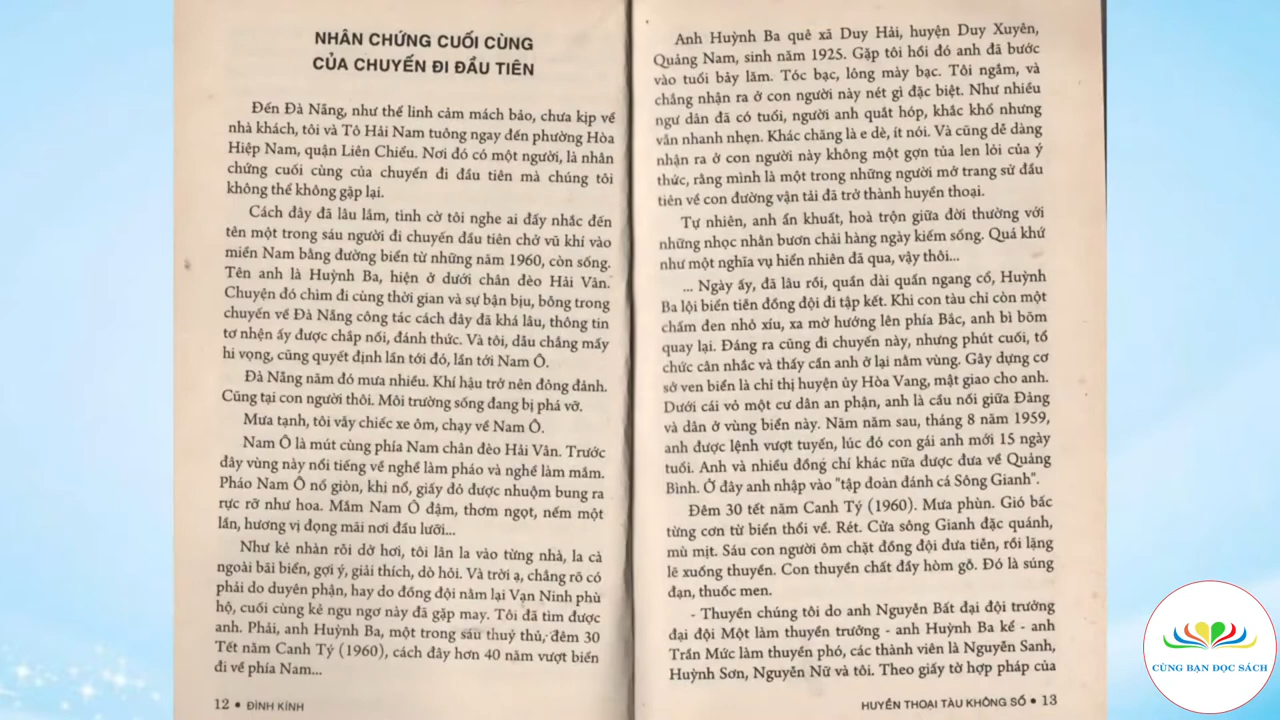 NHÂN CHỨNG CUỐI CÙNG
CỦA CHUYẾN ĐI ĐẦU TIÊN
Đến Đà Nẵng, như thể linh cảm mách bảo, chưa kịp về
nhà khách, tôi và Tô Hải Nam tuông ngay đến phường Hòa
Hiệp Nam, quận Liên Chiểu. Nơi đó có một người, là nhân
chứng cuối cùng của chuyến đi đầu tiên mà chúng tôi
không thể không gặp lại.
Cách đây đã lâu lắm, tình cờ tôi nghe ai đấy nhắc đến
tên một trong sáu người đi chuyến đầu tiên chở vũ khí vào
miền Nam bằng đường biển từ những năm 1960, còn sống.
Tên anh là Huỳnh Ba, hiện ở dưới chân đèo Hải Vân.
Chuyện đó chìm đi cùng thời gian và sự bận bịu, bỗng trong
chuyến về Đà Nẵng công tác cách đây đã khá lâu, thông tin
tơ nhện ấy được chắp nối, đánh thức. Và tôi, dầu chẳng mấy
hi vọng, cũng quyết định lần tới đó, lần tới Nam Ô.
Đà Nẵng năm đó mưa nhiều. Khí hậu trở nên đỏng đảnh.
Cũng tại con người thôi. Môi trường sống đang bị phá vỡ.
Mưa tạnh, tôi vẫy chiếc xe ôm, chạy về Nam Ô.
Nam Ô là mút cùng phía Nam chân đèo Hải Vân. Trước
đây vùng này nổi tiếng về nghề làm pháo và nghề làm mắm.
Pháo Nam Ô nổ giòn, khi nổ, giấy đỏ được nhuộm bung ra
rực rỡ như hoa. Mắm Nam Ô đậm, thơm ngọt, nếm một
lần, hương vị đọng mãi nơi đầu lưỡi...
Như kẻ nhàn rỗi dở hơi, tôi lân la vào từng nhà, la cà
ngoài bãi biển, gợi ý, giải thích, dò hỏi. Và trời ạ, chẳng rõ có
phải do duyên phận, hay do đồng đội nằm lại Vạn Ninh phù
hộ, cuối cùng kẻ ngu ngơ này đã gặp may. Tôi đã tìm được
anh. Phải, anh Huỳnh Ba, một trong sáu thuỷ thủ, đêm 30
Tết năm Canh Tý (1960), cách đây hơn 40 năm vượt biển
đi về phía Nam...
12 • ĐÌNH KÍNH
Anh Huỳnh Ba quê xã Duy Hải, huyện Duy Xuyên,
Quảng Nam, sinh năm 1925. Gặp tôi hồi đó anh đã bước
vào tuổi bảy lăm. Tóc bạc, lông mày bạc. Tôi ngắm, và
chẳng nhận ra ở con người này nét gì đặc biệt. Như nhiều
ngư dân đã có tuổi, người anh quắt hóp, khắc khổ nhưng
vẫn nhanh nhẹn. Khác chăng là e dè, ít nói. Và cũng dễ dàng
nhận ra ở con người này không một gợn tủa len lỏi của ý
thức, rằng mình là một trong những người mở trang sử đầu
tiên về con đường vận tải đã trở thành huyền thoại.
Tự nhiên, anh ẩn khuất, hoà trộn giữa đời thường với
những nhọc nhằn bươn chải hàng ngày kiếm sống. Quá khứ
như một nghĩa vụ hiển nhiên đã qua, vậy thôi...
... Ngày ấy, đã lâu rồi, quần dài quấn ngang cổ, Huỳnh
Ba lội biển tiễn đồng đội đi tập kết. Khi con tàu chỉ còn một
chấm đen nhỏ xíu, xa mờ hướng lên phía Bắc, anh bì bõm
quay lại. Đáng ra cũng đi chuyến này, nhưng phút cuối, tổ
chức cân nhắc và thấy cần anh ở lại nằm vùng. Gây dựng cơ
sở ven biển là chỉ thị huyện ủy Hòa Vang, mật giao cho anh.
Dưới cái vỏ một cư dân an phận, anh là cầu nối giữa Đảng
và dân ở vùng biển này. Năm năm sau, tháng 8 năm 1959,
anh được lệnh vượt tuyến, lúc đó con gái anh mới 15 ngày
tuổi. Anh và nhiều đồng chí khác nữa được đưa về Quảng
Bình. Ở đây anh nhập vào "tập đoàn đánh cá Sông Gianh".
Đêm 30 tết năm Canh Tý (1960). Mưa phùn. Gió bấc
từng cơn từ biển thổi về. Rét. Cửa sông Gianh đặc quánh,
mù mịt. Sáu con người ôm chặt đồng đội đưa tiễn, rồi lặng
lẽ xuống thuyền. Con thuyền chất đầy hòm gỗ. Đó là súng
đạn, thuốc men.
- Thuyền chúng tôi do anh Nguyễn Bất đại đội trưởng
đại đội Một làm thuyền trưởng - anh Huỳnh Ba kể - anh
Trần Mức làm thuyền phó, các thành viên là Nguyễn Sanh,
Huỳnh Sơn, Nguyễn Nữ và tôi. Theo giấy tờ hợp pháp của
HUYỀN THOẠI TÀU KHÔNG SỐ • 13
CÙNG BẠN ĐỌC SÁCH